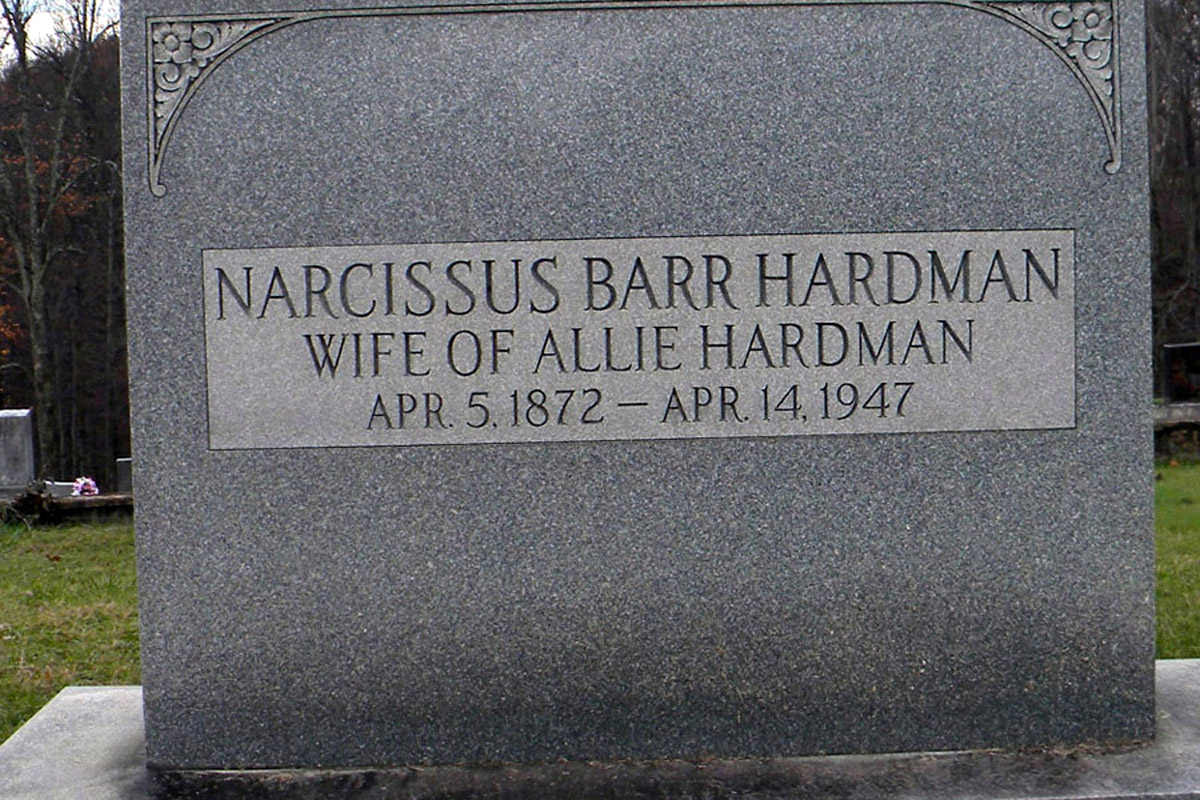 NARCISSUS BARR HARDMAN
WIFE OF ALLIE HARDMAN
APR. 5, 1872 — APR. 14, 1947